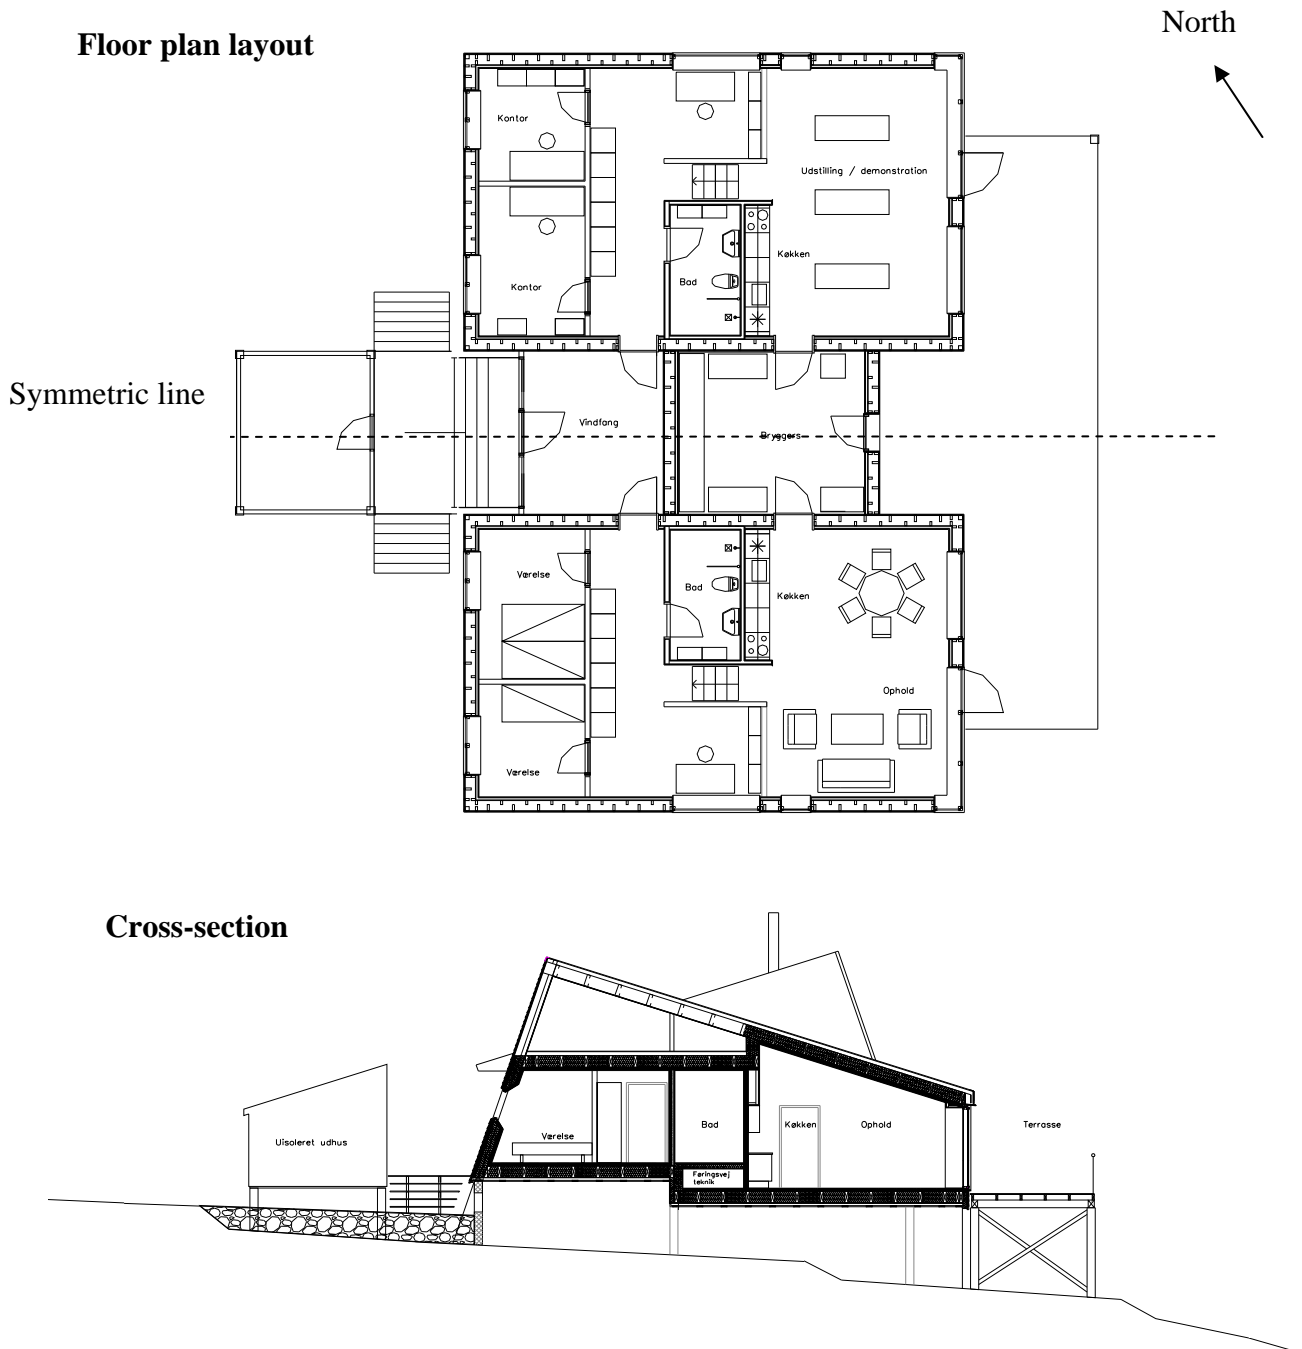 North
Floor plan layout
Kontor
Udstilling / demonstration
Køkken
Bad
Kontor
Symmetric line
Vindfang
Bryggers
Værelse
Bad
Køkken
Ophold
Værelse
Cross-section
Uisoleret udhus
Værelse
Bad
Køkken
Ophold
Terrasse
Føringsvej
teknik